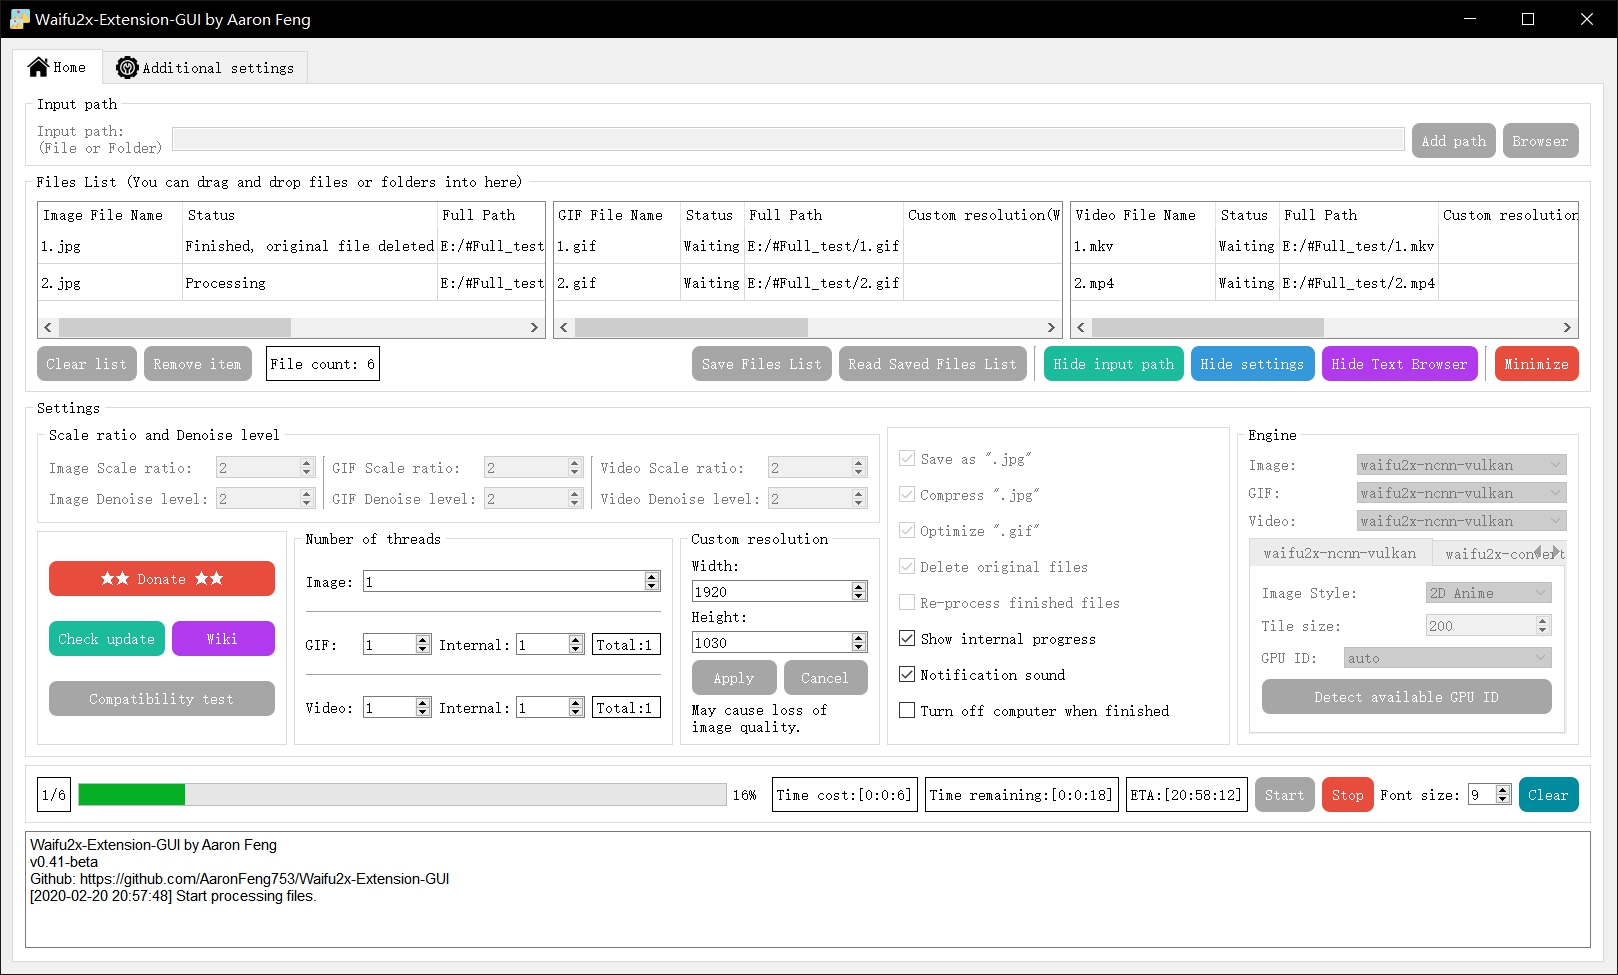 Waifu2x-Extension-GUI by Aaron Feng
Home
Additional settings
Input path
Input path:
(File or Folder)
Add path
Browser
Files List (You can drag and drop files or folders into here)
Image File Name Status Full Path
1.jpg Finished, original file deleted E:/#Full_test
2.jpg Processing E:/#Full_test
GIF File Name Status Full Path Custom resolution(W
1.gif Waiting E:/#Full_test/1.gif
2.gif Waiting E:/#Full_test/2.gif
Video File Name Status Full Path Custom resolution
1.mkv Waiting E:/#Full_test/1.mkv
2.mp4 Waiting E:/#Full_test/2.mp4
Clear list
Remove item
File count: 6
Save Files List
Read Saved Files List
Hide input path
Hide settings
Hide Text Browser
Minimize
Settings
Scale ratio and Denoise level
Image Scale ratio: 2
GIF Scale ratio: 2
Video Scale ratio: 2
Image Denoise level: 2
GIF Denoise level: 2
Video Denoise level: 2
★★ Donate ★★
Check update
Wiki
Compatibility test
Number of threads
Image: 1
GIF: 1 Internal: 1 Total:1
Video: 1 Internal: 1 Total:1
Custom resolution
Width:
1920
Height:
1030
Apply
Cancel
May cause loss of
image quality.
Save as ".jpg"
Compress ".jpg"
Optimize ".gif"
Delete original files
Re-process finished files
Show internal progress
Notification sound
Turn off computer when finished
Engine
Image: waifu2x-ncnn-vulkan
GIF: waifu2x-ncnn-vulkan
Video: waifu2x-ncnn-vulkan
waifu2x-ncnn-vulkan
waifu2x-convert
Image Style: 2D Anime
Tile size: 200
GPU ID: auto
Detect available GPU ID
1/6
16%
Time cost:[0:0:6]
Time remaining:[0:0:18]
ETA:[20:58:12]
Start
Stop
Font size: 9
Clear
Waifu2x-Extension-GUI by Aaron Feng
v0.41-beta
Github: https://github.com/AaronFeng753/Waifu2x-Extension-GUI
[2020-02-20 20:57:48] Start processing files.